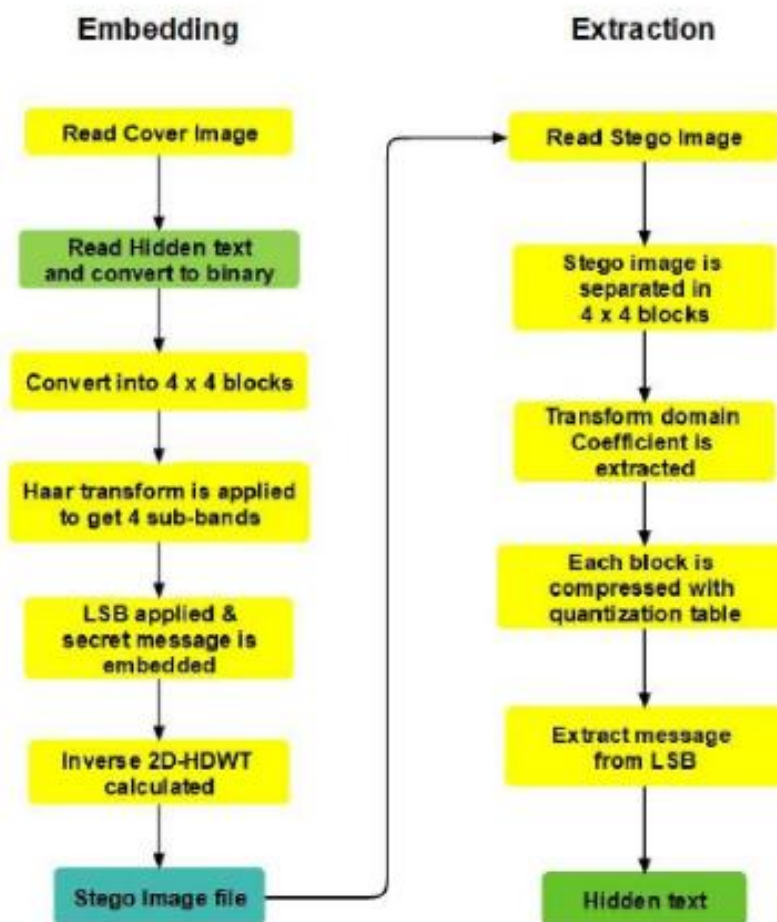 Embedding
Read Cover Image
Read Hidden text
and convert to binary
Convert into 4 x 4 blocks
Haar transform is applied
to get 4 sub-bands
LSB applied &
secret message is
embedded
Inverse 2D-HDWT
calculated
Stego Image file
Extraction
Read Stego Image
Stego image is
separated in
4 x 4 blocks
Transform domain
Coefficient is
extracted
Each block is
compressed with
quantization table
Extract message
from LSB
Hidden text